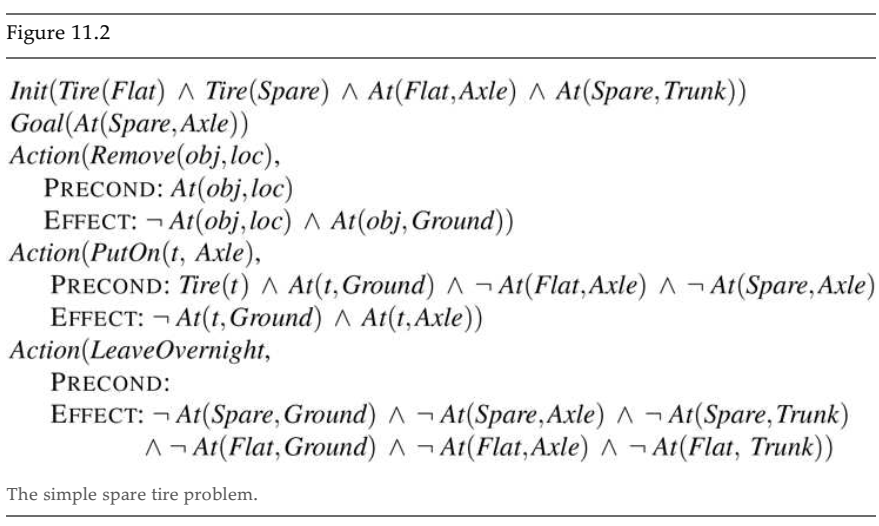 Figure 11.2
Init(Tire(Flat) ∧ Tire(Spare) ∧ At(Flat,Axle) ∧ At(Spare,Trunk))
Goal(At(Spare,Axle))
Action(Remove(obj,loc),
PRECOND: At(obj,loc)
EFFECT: ¬ At(obj,loc) ∧ At(obj,Ground))
Action(PutOn(t, Axle),
PRECOND: Tire(t) ∧ At(t,Ground) ∧ ¬ At(Flat,Axle) ∧ ¬ At(Spare,Axle)
EFFECT: ¬ At(t,Ground) ∧ At(t,Axle))
Action(LeaveOvernight,
PRECOND:
EFFECT: ¬ At(Spare,Ground) ∧ ¬ At(Spare,Axle) ∧ ¬ At(Spare,Trunk)
∧ ¬ At(Flat,Ground) ∧ ¬ At(Flat,Axle) ∧ ¬ At(Flat, Trunk))
The simple spare tire problem.